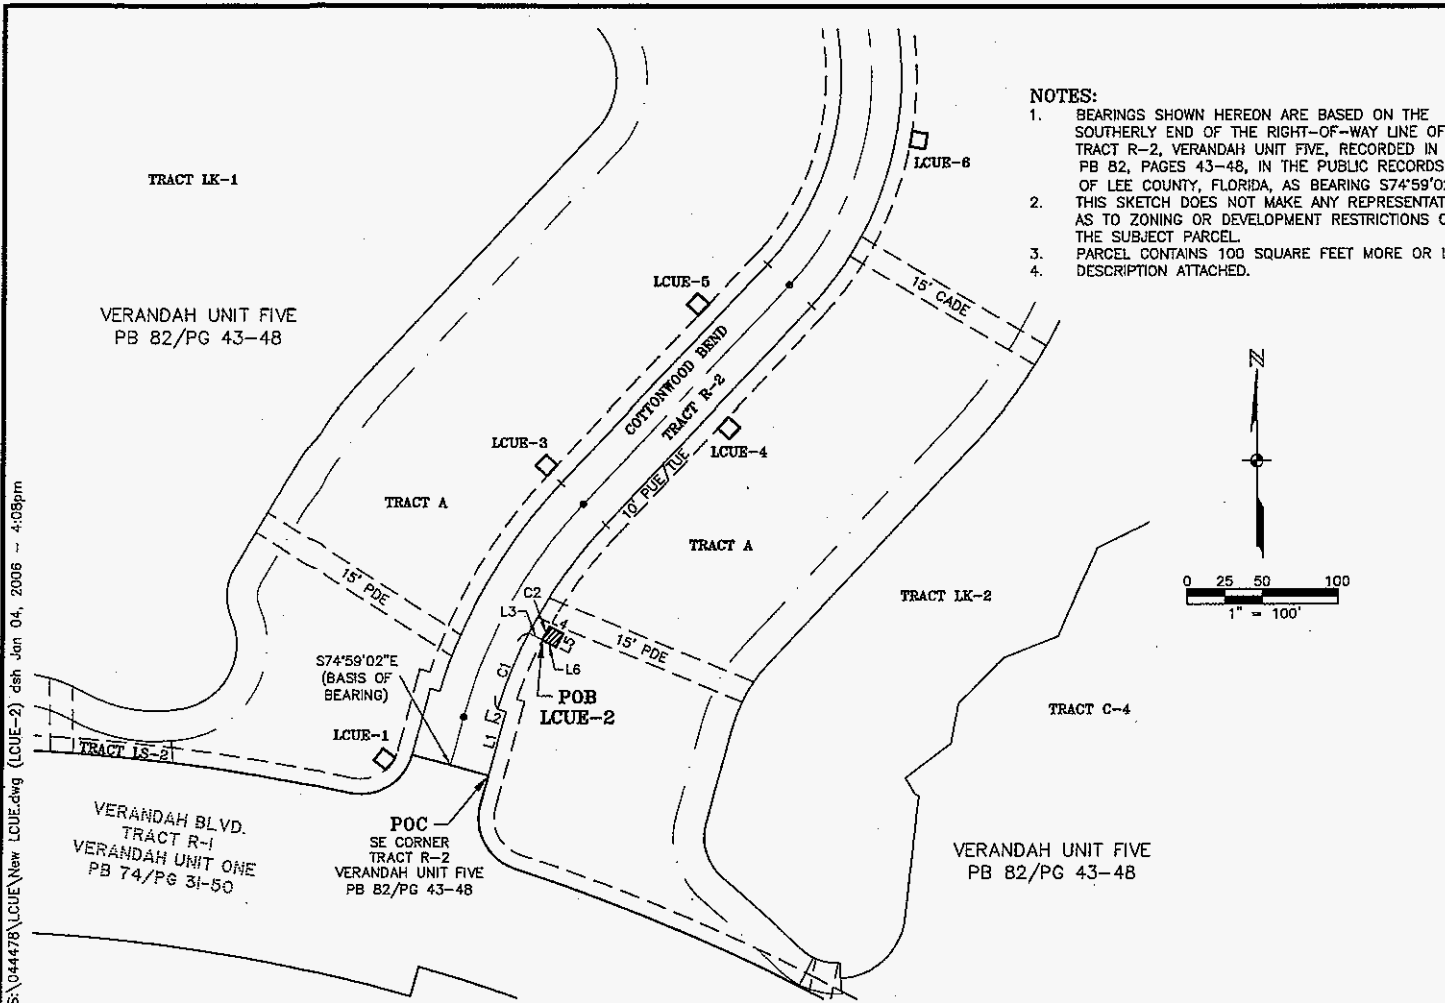 NOTES:
1. BEARINGS SHOWN HEREON ARE BASED ON THE
SOUTHERLY END OF THE RIGHT-OF-WAY LINE OF
TRACT R-2, VERANDAH UNIT FIVE, RECORDED IN
PB 82, PAGES 43-48, IN THE PUBLIC RECORDS
OF LEE COUNTY, FLORIDA, AS BEARING S74°59'0
2. THIS SKETCH DOES NOT MAKE ANY REPRESENTAT
AS TO ZONING OR DEVELOPMENT RESTRICTIONS O
THE SUBJECT PARCEL.
3. PARCEL CONTAINS 100 SQUARE FEET MORE OR
4. DESCRIPTION ATTACHED.
TRACT LK-1
LCUE-6
LCUE-5
15' CADE
VERANDAH UNIT FIVE
PB 82/PG 43-48
COTTONWOOD BEND
TRACT R-2
N
LCUE-3
LCUE-4
10' PUE/TUE
TRACT A
TRACT A
15' PDE
TRACT LK-2
0 25 50 100
1" = 100'
C2
L3
L4
L5
L6
15' PDE
C1
S74°59'02"E
(BASIS OF
BEARING)
POB
LCUE-2
L2
L1
TRACT C-4
LCUE-1
TRACT LS-2
POC
SE CORNER
TRACT R-2
VERANDAH UNIT FIVE
PB 82/PG 43-48
VERANDAH BLVD.
TRACT R-1
VERANDAH UNIT ONE
PB 74/PG 31-50
VERANDAH UNIT FIVE
PB 82/PG 43-48
S:\044478\LCUE\New LCUE.dwg (LCUE-2) dsh Jan 04, 2006 - 4:08pm